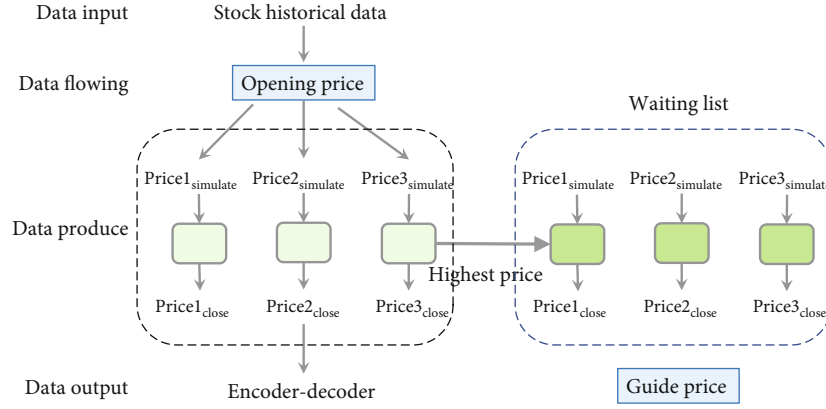 Data input
Stock historical data
Data flowing
Opening price
Waiting list
Price1simulate Price2simulate Price3simulate
Price1simulate Price2simulate Price3simulate
Data produce
Highest price
Price1close Price2close Price3close
Price1close Price2close Price3close
Data output
Encoder-decoder
Guide price